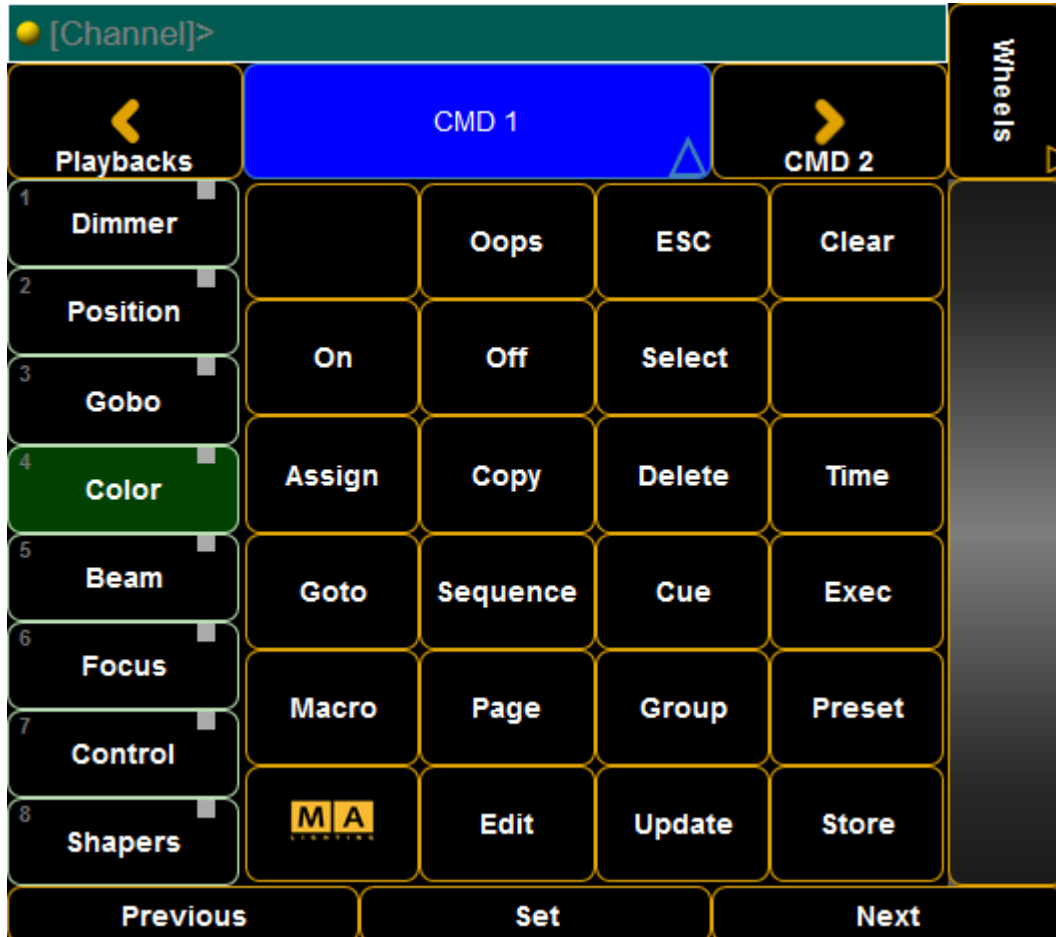 [Channel]>
Wheels
Playbacks
CMD 1
CMD 2
1
Dimmer
2
Position
3
Gobo
4
Color
5
Beam
6
Focus
7
Control
8
Shapers
Oops ESC Clear
On Off Select
Assign Copy Delete Time
Goto Sequence Cue Exec
Macro Page Group Preset
MA Edit Update Store
LIGHTING
Previous Set Next